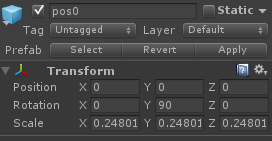 pos0 Static
Tag Untagged Layer Default
Prefab Select Revert Apply
Transform
Position X 0 Y 0 Z 0
Rotation X 0 Y 90 Z 0
Scale X 0.24801 Y 0.24801 Z 0.24801